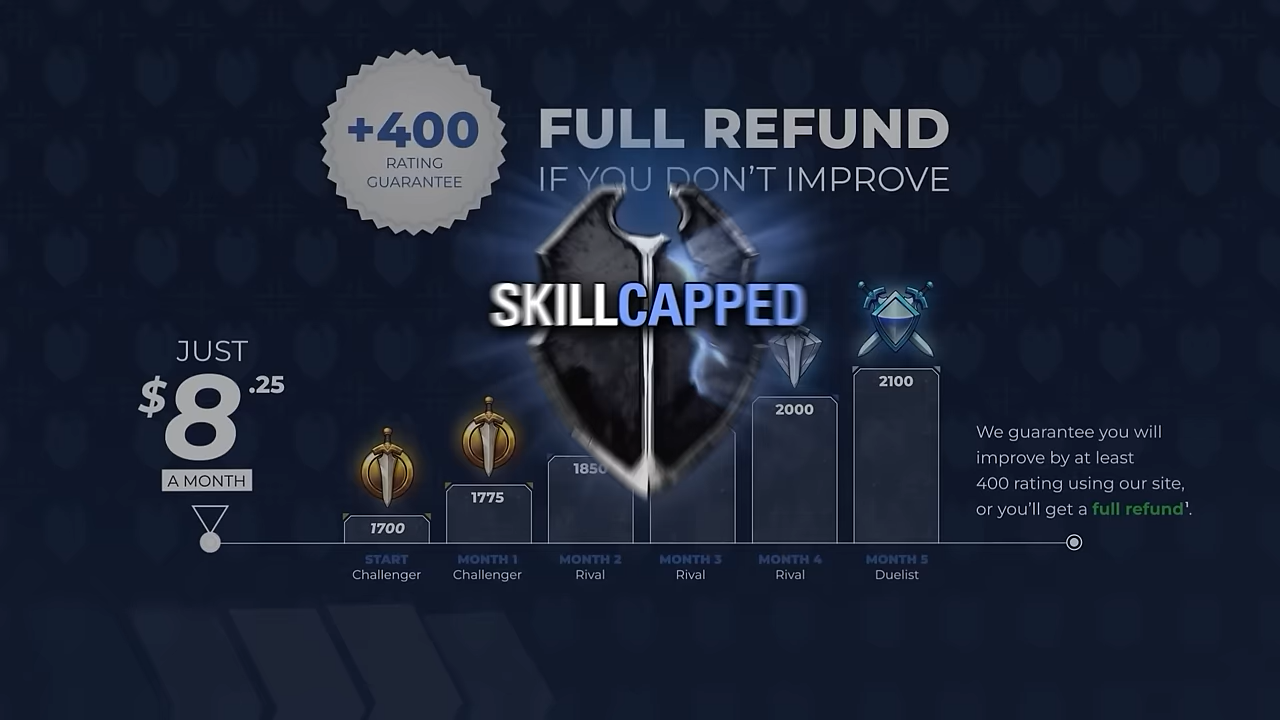 +400
RATING
GUARANTEE
FULL REFUND
IF YOU DON'T IMPROVE
SKILLCAPPED
JUST
$8.25
A MONTH
1700
1775
1850
2000
2100
START
Challenger
MONTH 1
Challenger
MONTH 2
Rival
MONTH 3
Rival
MONTH 4
Rival
MONTH 5
Duelist
We guarantee you will
improve by at least
400 rating using our site,
or you'll get a full refund¹.